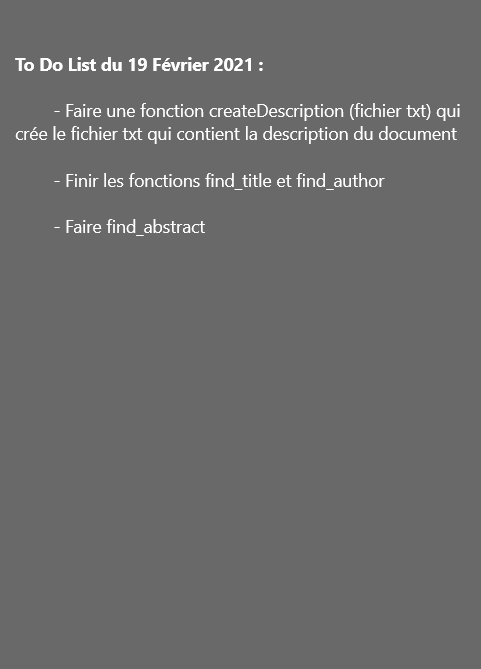 To Do List du 19 Février 2021 :
- Faire une fonction createDescription (fichier txt) qui
crée le fichier txt qui contient la description du document
- Finir les fonctions find_title et find_author
- Faire find_abstract